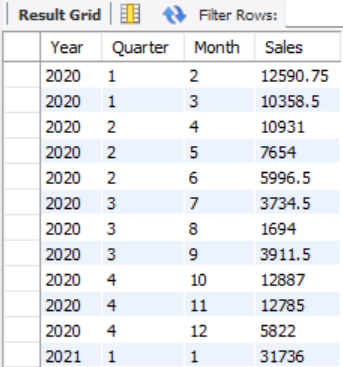 Result Grid Filter Rows:
Year Quarter Month Sales
2020 1 2 12590.75
2020 1 3 10358.5
2020 2 4 10931
2020 2 5 7654
2020 2 6 5996.5
2020 3 7 3734.5
2020 3 8 1694
2020 3 9 3911.5
2020 4 10 12887
2020 4 11 12785
2020 4 12 5822
2021 1 1 31736